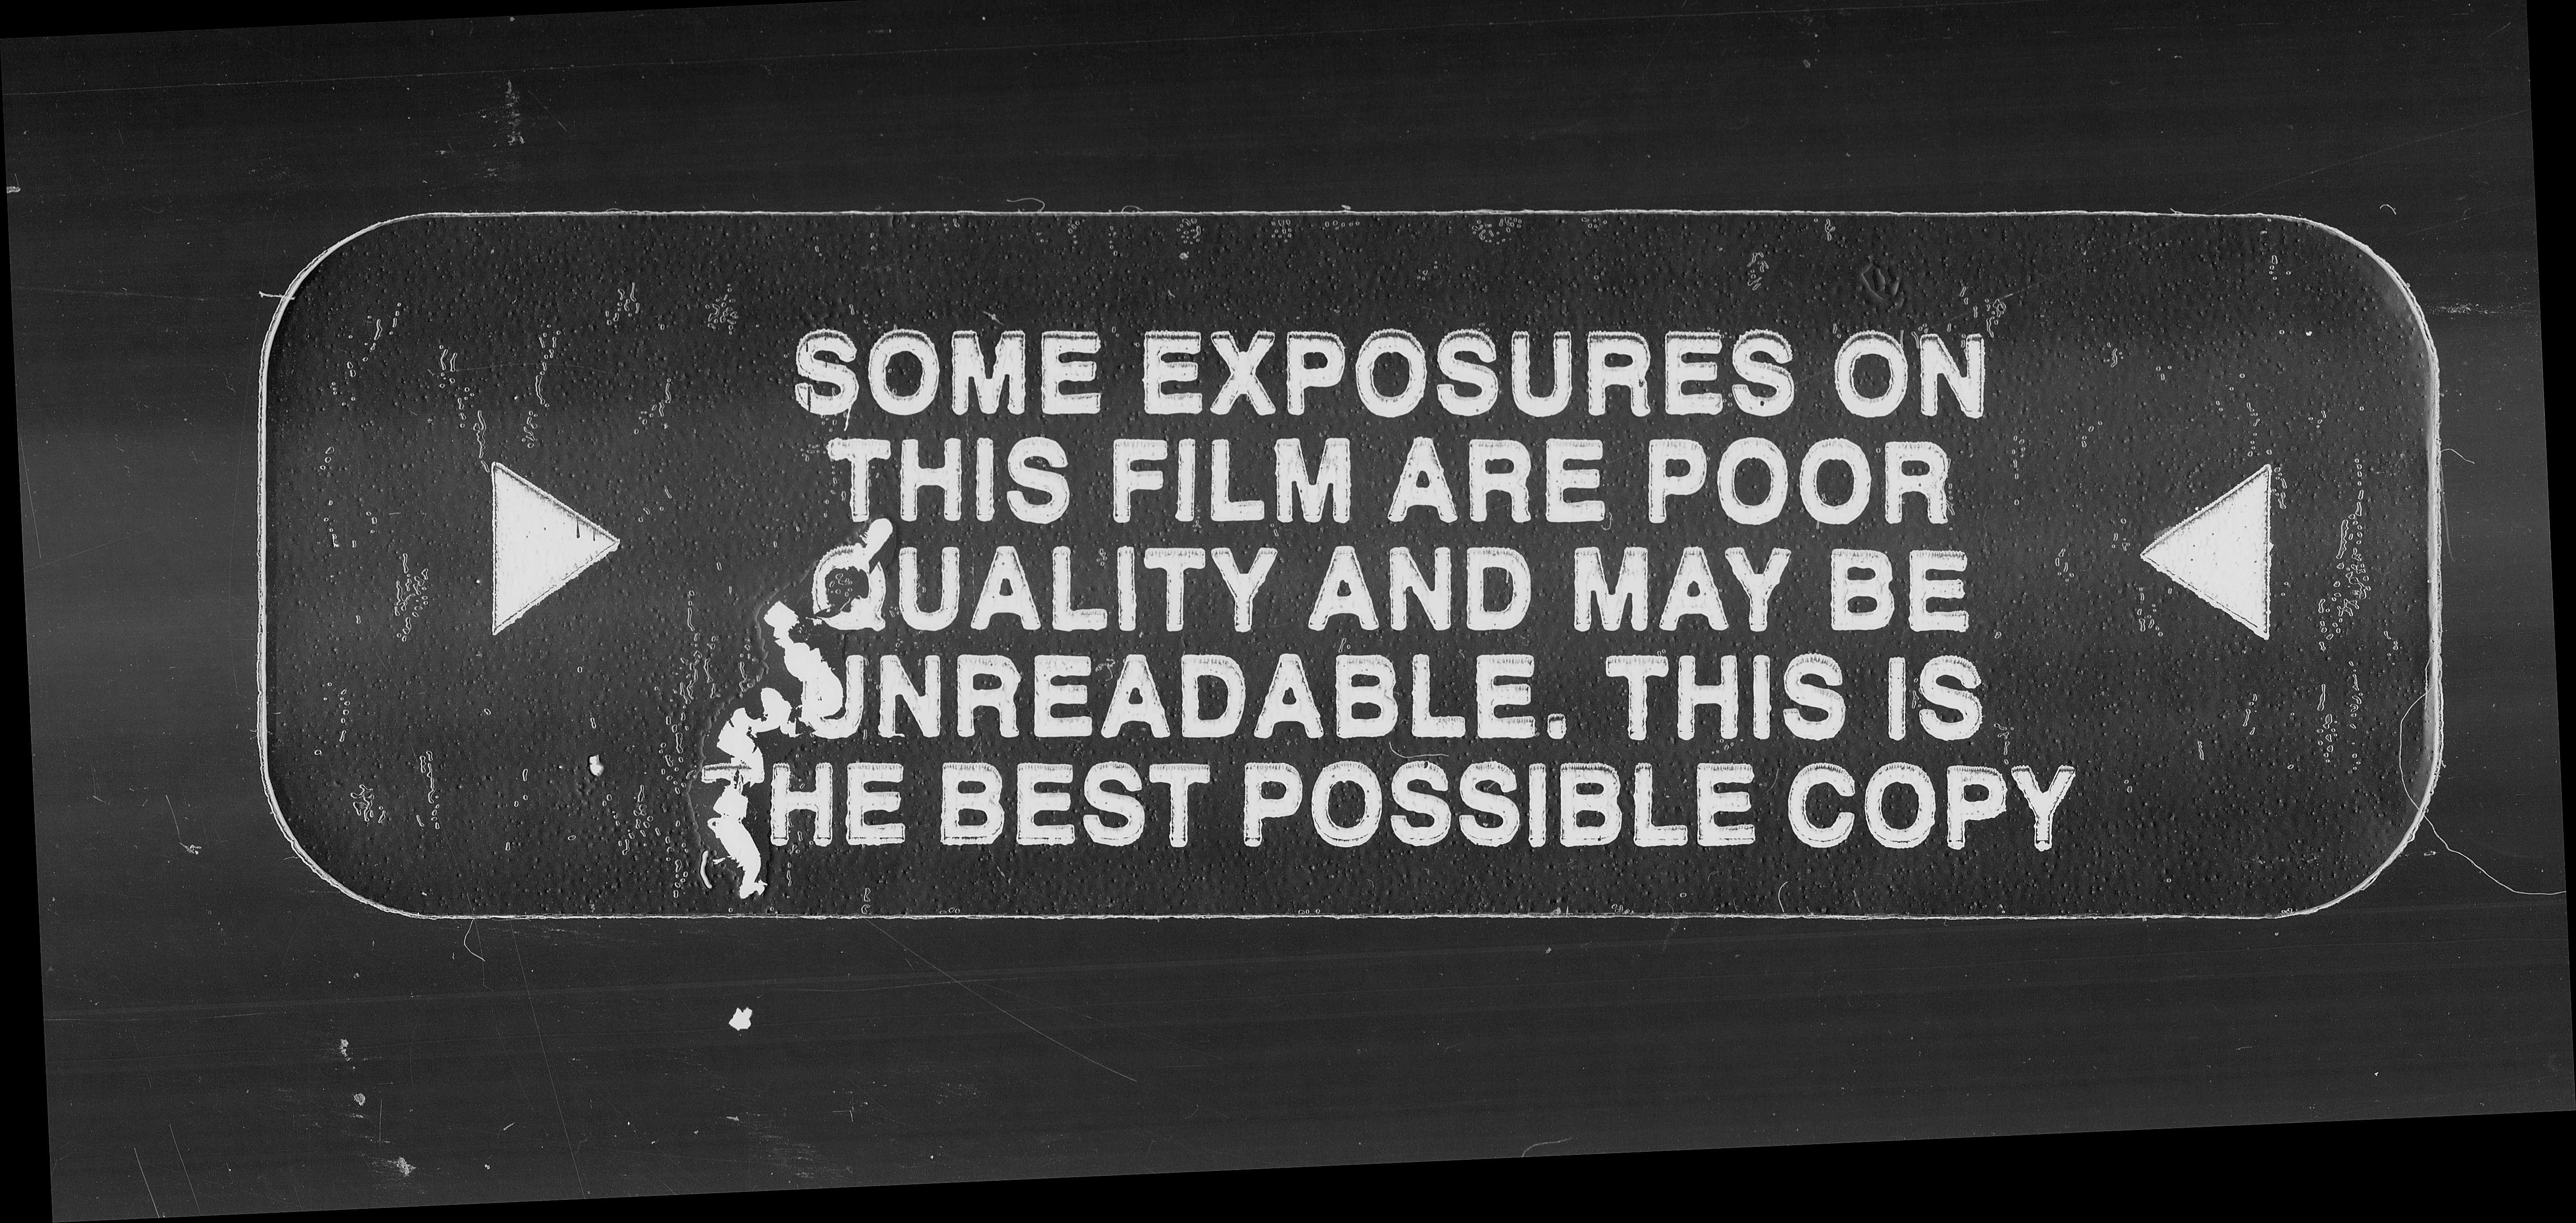 SOME EXPOSURES ON
THIS FILM ARE POOR
QUALITY AND MAY BE
UNREADABLE. THIS IS
THE BEST POSSIBLE COPY